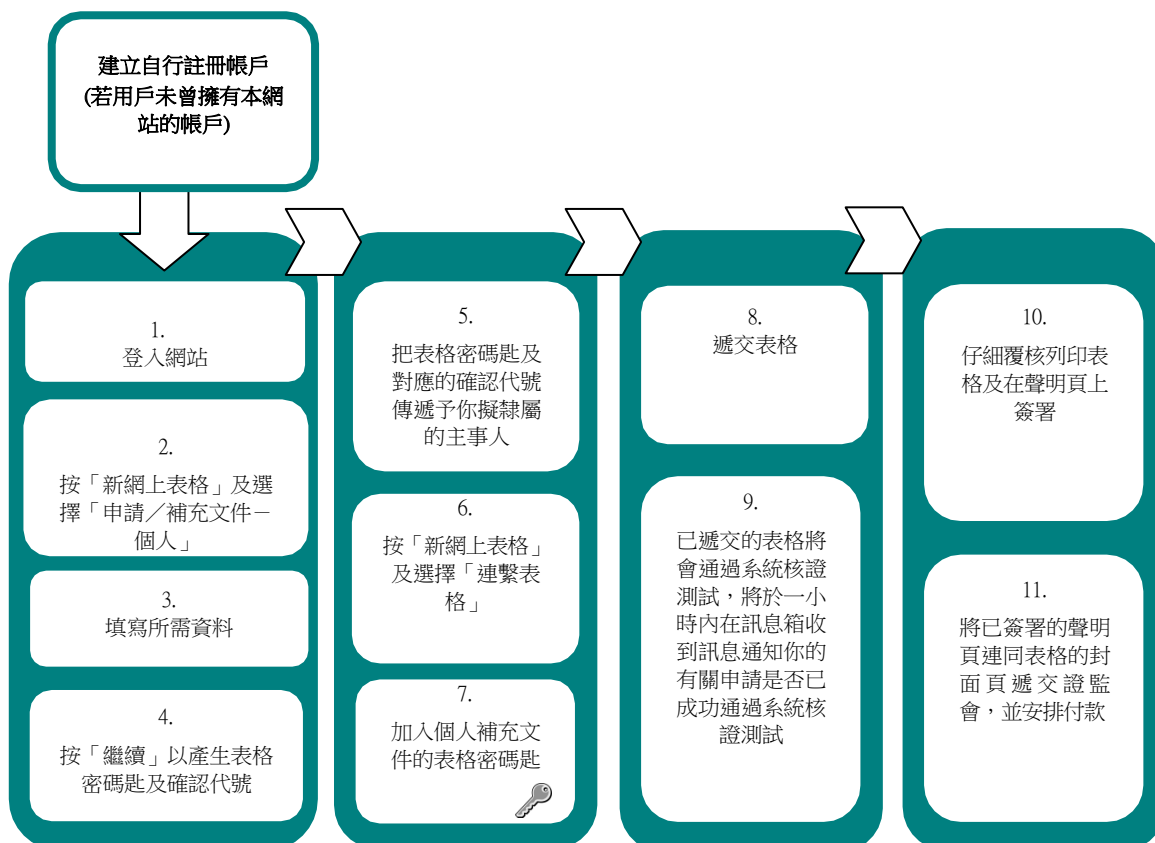 建立自行註冊帳戶
(若用戶未曾擁有本網
站的帳戶)
1.
登入網站
2.
按「新網上表格」及選
擇「申請／補充文件－
個人」
3.
填寫所需資料
4.
按「繼續」以產生表格
密碼匙及確認代號
5.
把表格密碼匙及
對應的確認代號
傳遞予你擬隸屬
的主事人
6.
按「新網上表格」
及選擇「連繫表
格」
7.
加入個人補充文
件的表格密碼匙
8.
遞交表格
9.
已遞交的表格將
會通過系統核證
測試，將於一小
時內在訊息箱收
到訊息通知你的
有關申請是否已
成功通過系統核
證測試
10.
仔細覆核列印表
格及在聲明頁上
簽署
11.
將已簽署的聲明
頁連同表格的封
面頁遞交證監
會，並安排付款